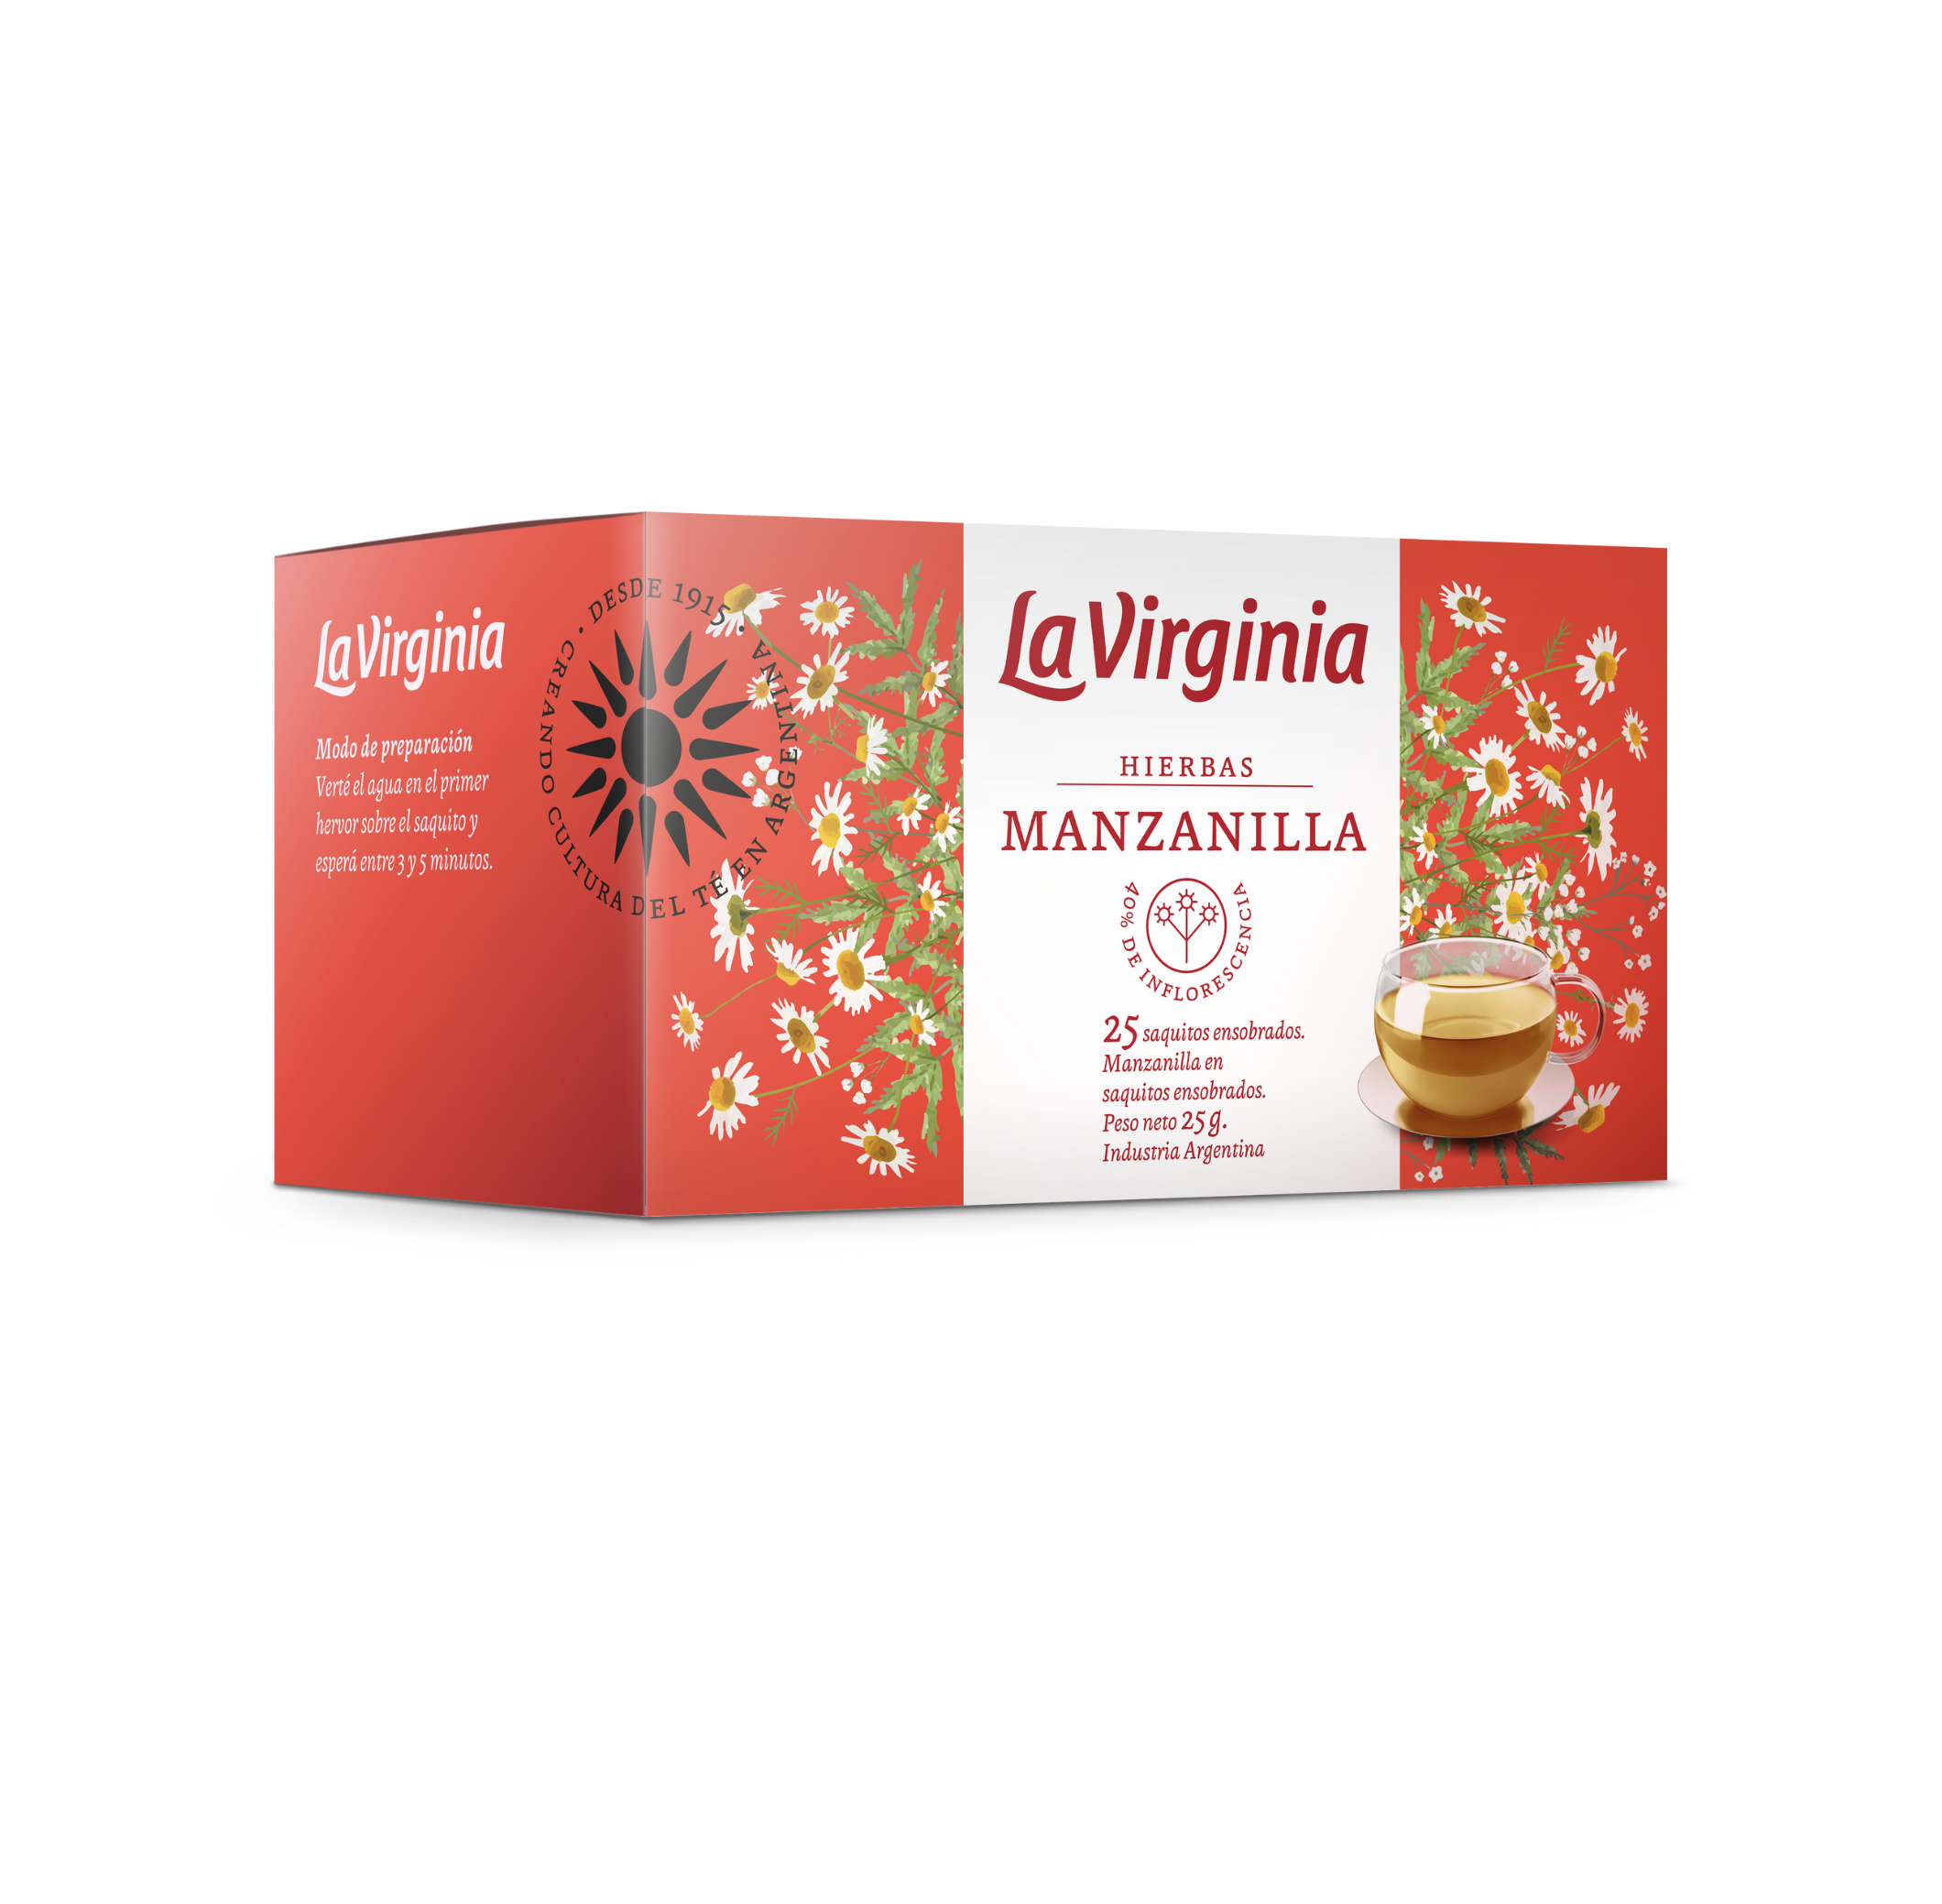 La Virginia
Modo de preparación
Verté el agua en el primer
hervor sobre el saquito y
esperá entre 3 y 5 minutos.
· DESDE 1915 ·
CREANDO CULTURA DEL TÉ EN ARGENTINA
La Virginia
HIERBAS
MANZANILLA
40% DE INFLORESCENCIA
25 saquitos ensobrados.
Manzanilla en
saquitos ensobrados.
Peso neto 25 g.
Industria Argentina